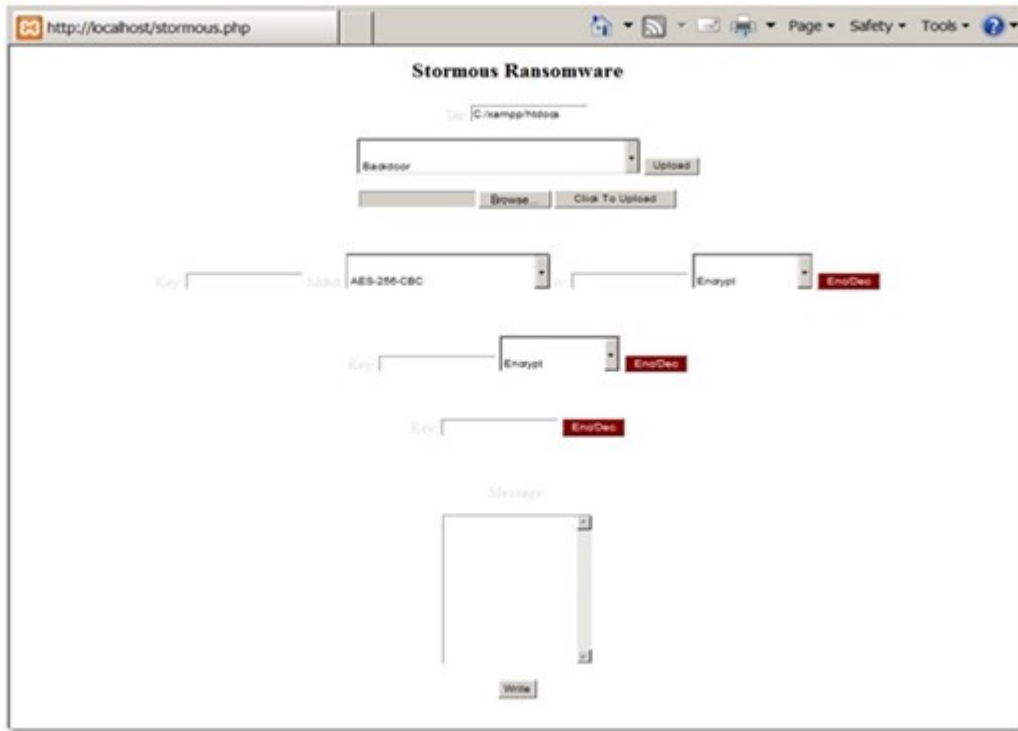 http://localhost/stormous.php
Page Safety Tools
Stormous Ransomware
Dir: C:/xampp/htdocs
Backdoor Upload
Browse... Click To Upload
Key: AES-256-CBC Encrypt Enc/Dec
Key: Encrypt Enc/Dec
Key: Enc/Dec
Message
Write